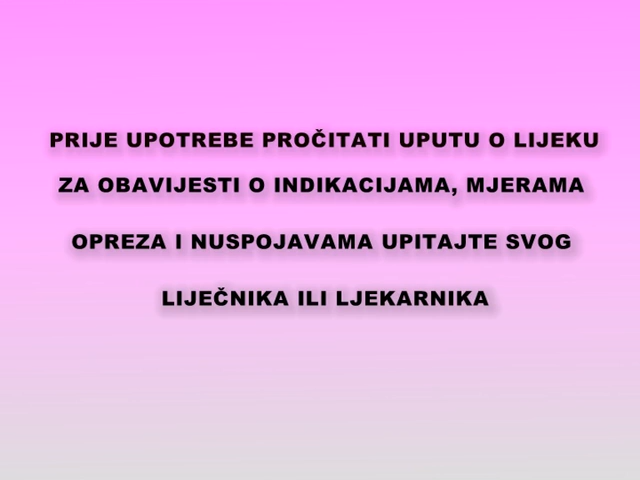 PRIJE UPOTREBE PROČITATI UPUTU O LIJEKU
ZA OBAVIJESTI O INDIKACIJAMA, MJERAMA
OPREZA I NUSPOJAVAMA UPITAJTE SVOG
LIJEČNIKA ILI LJEKARNIKA